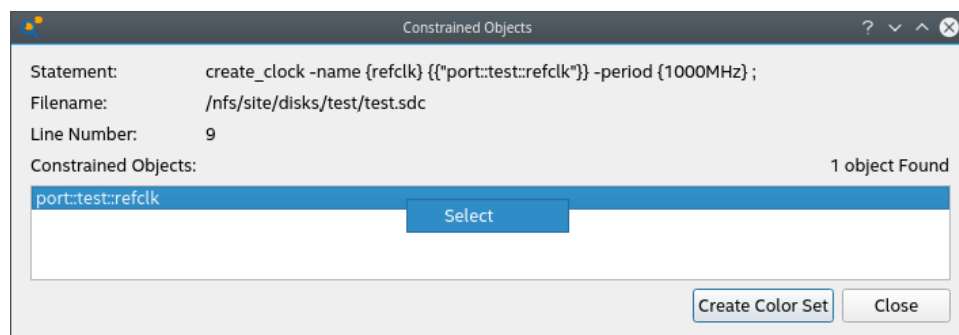 Constrained Objects
Statement: create_clock -name {refclk} {{"port::test::refclk"}} -period {1000MHz} ;
Filename: /nfs/site/disks/test/test.sdc
Line Number: 9
Constrained Objects: 1 object Found
port::test::refclk
Select
Create Color Set Close